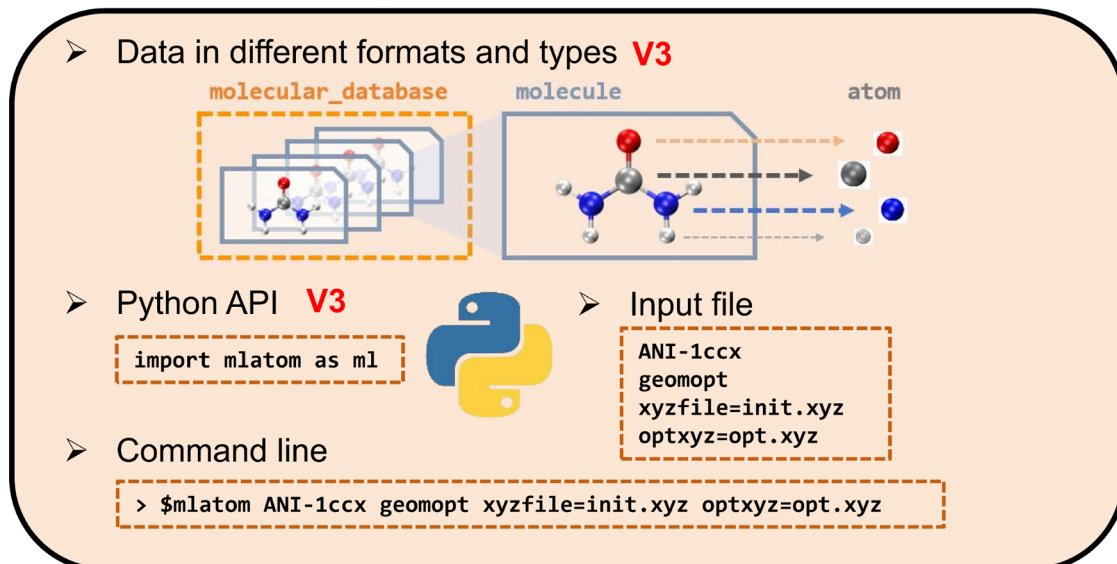 ➢ Data in different formats and types V3
molecular_database molecule atom
➢ Python API V3
import mlatom as ml
➢ Input file
ANI-1ccx
geomopt
xyzfile=init.xyz
optxyz=opt.xyz
➢ Command line
> $mlatom ANI-1ccx geomopt xyzfile=init.xyz optxyz=opt.xyz